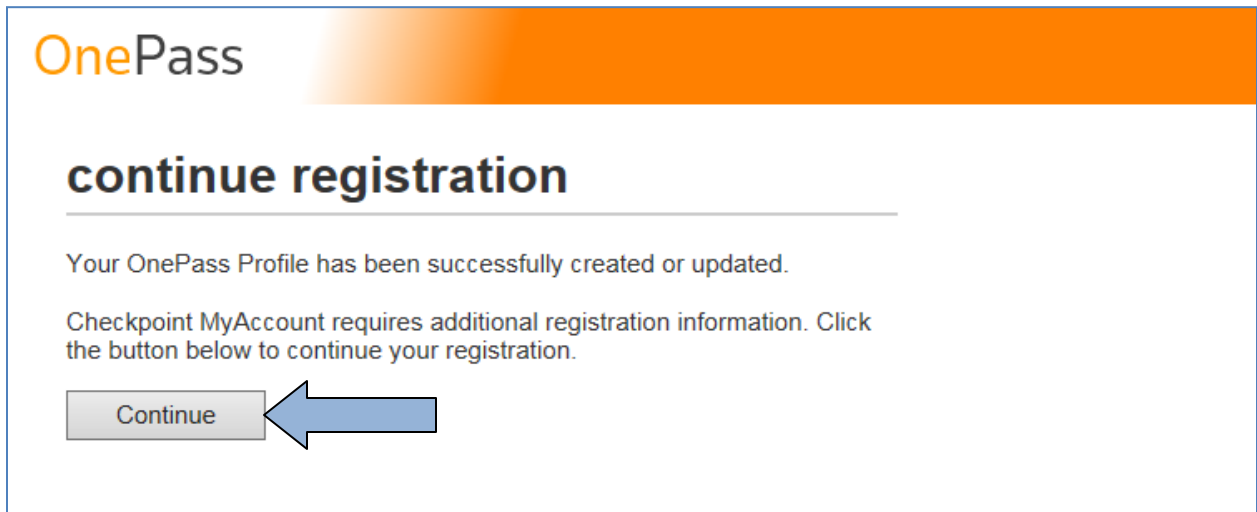 OnePass
continue registration
Your OnePass Profile has been successfully created or updated.
Checkpoint MyAccount requires additional registration information. Click
the button below to continue your registration.
Continue